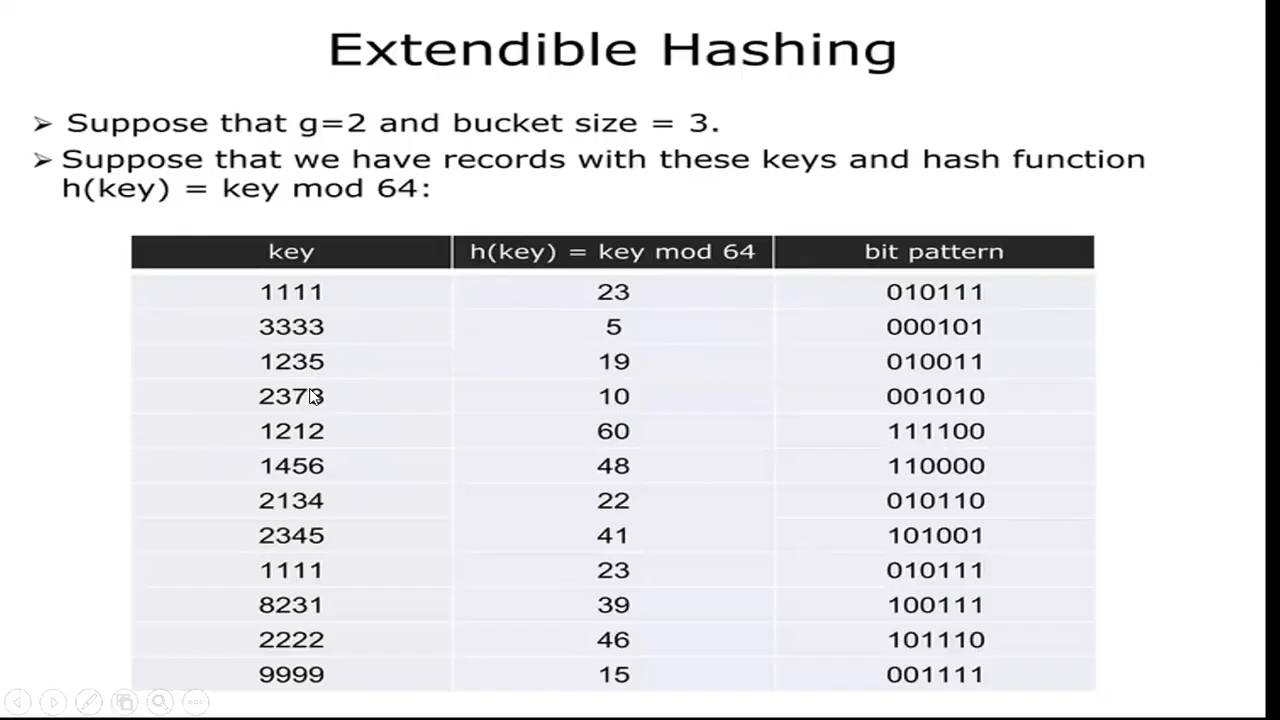 Extendible Hashing
➢ Suppose that g=2 and bucket size = 3.
➢ Suppose that we have records with these keys and hash function
h(key) = key mod 64:
key h(key) = key mod 64 bit pattern
1111 23 010111
3333 5 000101
1235 19 010011
2373 10 001010
1212 60 111100
1456 48 110000
2134 22 010110
2345 41 101001
1111 23 010111
8231 39 100111
2222 46 101110
9999 15 001111